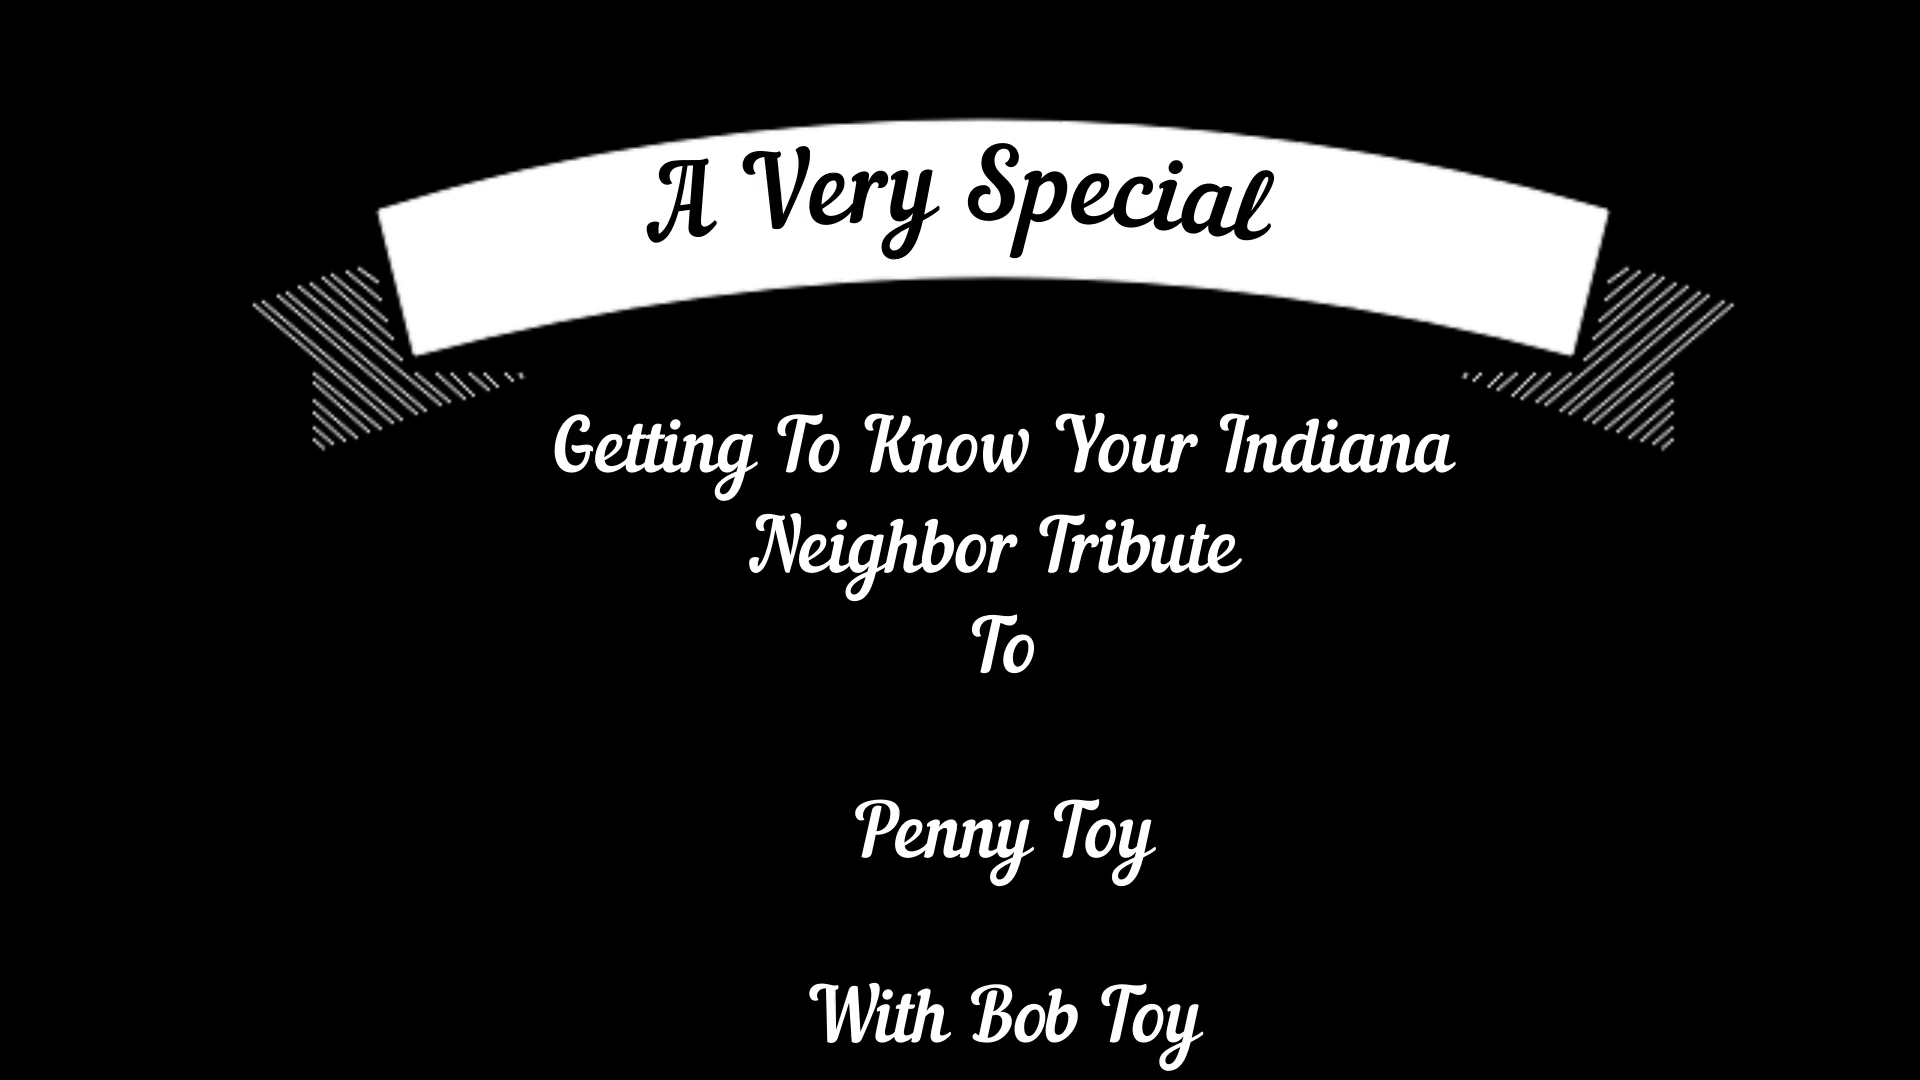 A Very Special
Getting To Know Your Indiana
Neighbor Tribute
To
Penny Toy
With Bob Toy